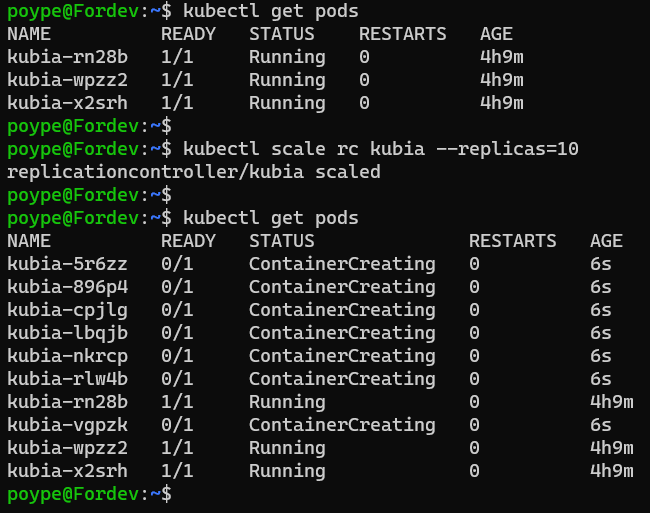 poype@Fordev:~$ kubectl get pods
NAME READY STATUS RESTARTS AGE
kubia-rn28b 1/1 Running 0 4h9m
kubia-wpzz2 1/1 Running 0 4h9m
kubia-x2srh 1/1 Running 0 4h9m
poype@Fordev:~$
poype@Fordev:~$ kubectl scale rc kubia --replicas=10
replicationcontroller/kubia scaled
poype@Fordev:~$
poype@Fordev:~$ kubectl get pods
NAME READY STATUS RESTARTS AGE
kubia-5r6zz 0/1 ContainerCreating 0 6s
kubia-896p4 0/1 ContainerCreating 0 6s
kubia-cpjlg 0/1 ContainerCreating 0 6s
kubia-lbqjb 0/1 ContainerCreating 0 6s
kubia-nkrcp 0/1 ContainerCreating 0 6s
kubia-rlw4b 0/1 ContainerCreating 0 6s
kubia-rn28b 1/1 Running 0 4h9m
kubia-vgpzk 0/1 ContainerCreating 0 6s
kubia-wpzz2 1/1 Running 0 4h9m
kubia-x2srh 1/1 Running 0 4h9m
poype@Fordev:~$